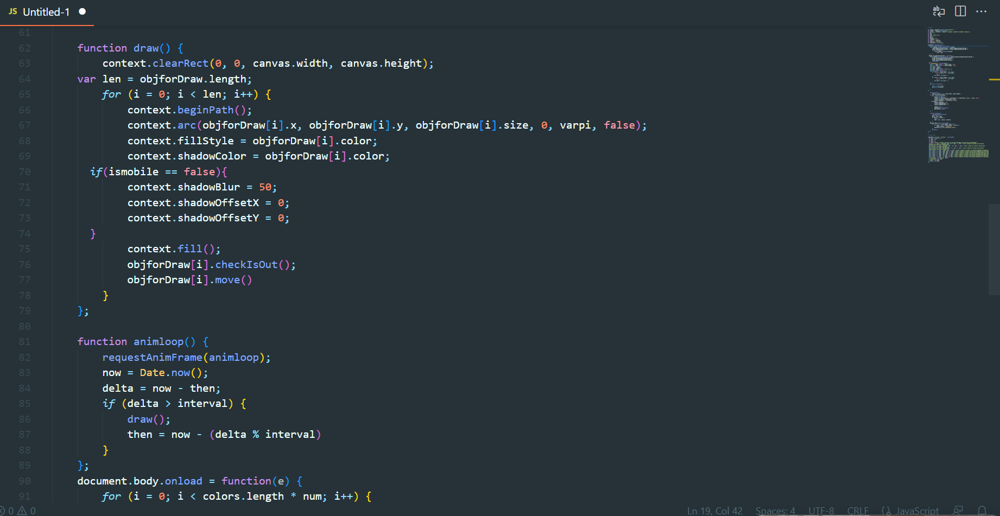 JS Untitled-1
61
62 function draw() {
63 context.clearRect(0, 0, canvas.width, canvas.height);
64 var len = objforDraw.length;
65 for (i = 0; i < len; i++) {
66 context.beginPath();
67 context.arc(objforDraw[i].x, objforDraw[i].y, objforDraw[i].size, 0, varpi, false);
68 context.fillStyle = objforDraw[i].color;
69 context.shadowColor = objforDraw[i].color;
70 if(ismobile == false){
71 context.shadowBlur = 50;
72 context.shadowOffsetX = 0;
73 context.shadowOffsetY = 0;
74 }
75 context.fill();
76 objforDraw[i].checkIsOut();
77 objforDraw[i].move()
78 }
79 };
80
81 function animloop() {
82 requestAnimFrame(animloop);
83 now = Date.now();
84 delta = now - then;
85 if (delta > interval) {
86 draw();
87 then = now - (delta % interval)
88 }
89 };
90 document.body.onload = function(e) {
91 for (i = 0; i < colors.length * num; i++) {
0 0 Ln 19, Col 42 Spaces: 4 UTF-8 CRLF {} JavaScript